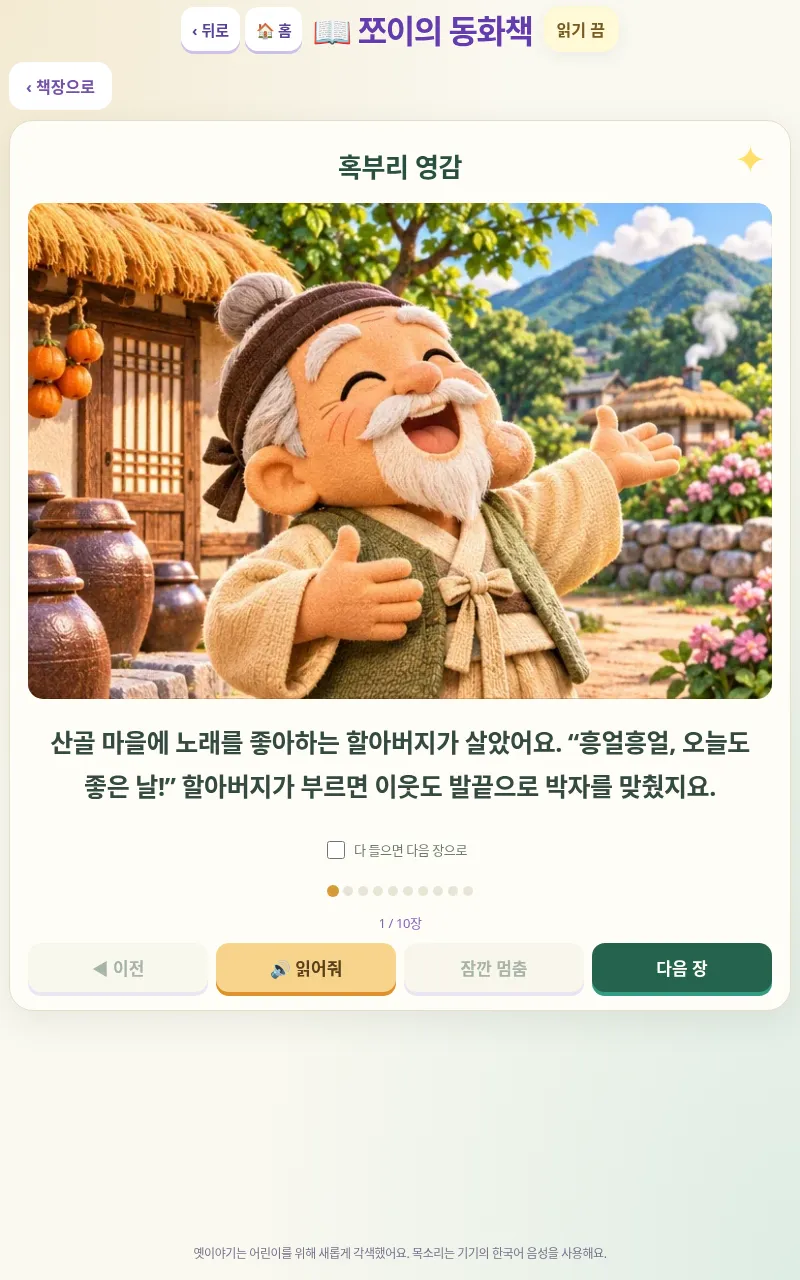 ‹ 뒤로
🏠 홈
📖 쪼이의 동화책
읽기 끔
‹ 책장으로
혹부리 영감
산골 마을에 노래를 좋아하는 할아버지가 살았어요. “흥얼흥얼, 오늘도
좋은 날!” 할아버지가 부르면 이웃도 발끝으로 박자를 맞췄지요.
다 들으면 다음 장으로
1 / 10장
◀ 이전
🔊 읽어줘
잠깐 멈춤
다음 장
옛이야기는 어린이를 위해 새롭게 각색했어요. 목소리는 기기의 한국어 음성을 사용해요.